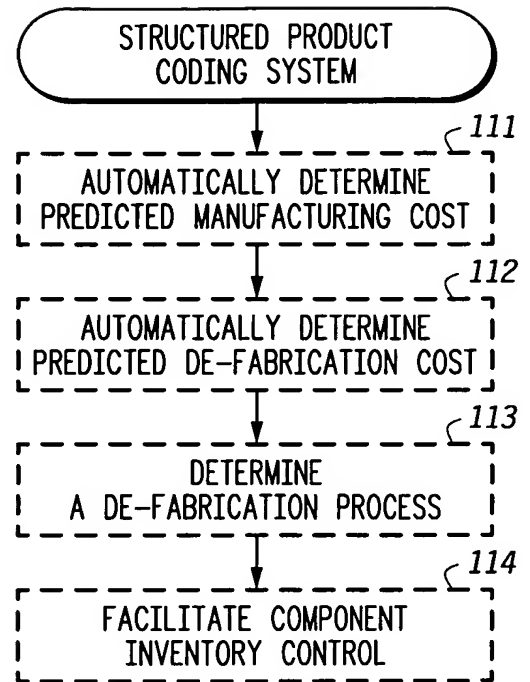 STRUCTURED PRODUCT
CODING SYSTEM
111
AUTOMATICALLY DETERMINE
PREDICTED MANUFACTURING COST
112
AUTOMATICALLY DETERMINE
PREDICTED DE-FABRICATION COST
113
DETERMINE
A DE-FABRICATION PROCESS
114
FACILITATE COMPONENT
INVENTORY CONTROL